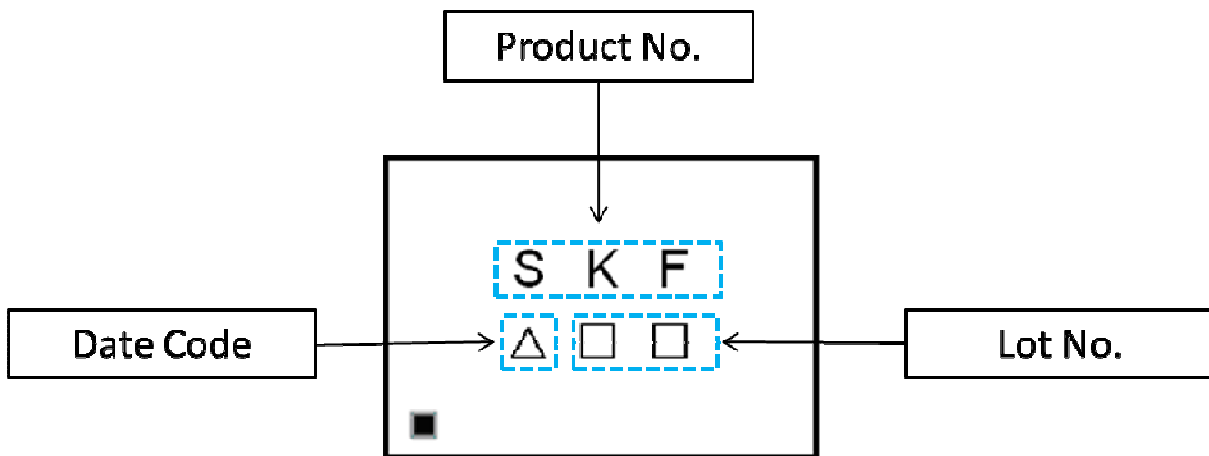 Product No.
S K F
Date Code △ □ □ Lot No.